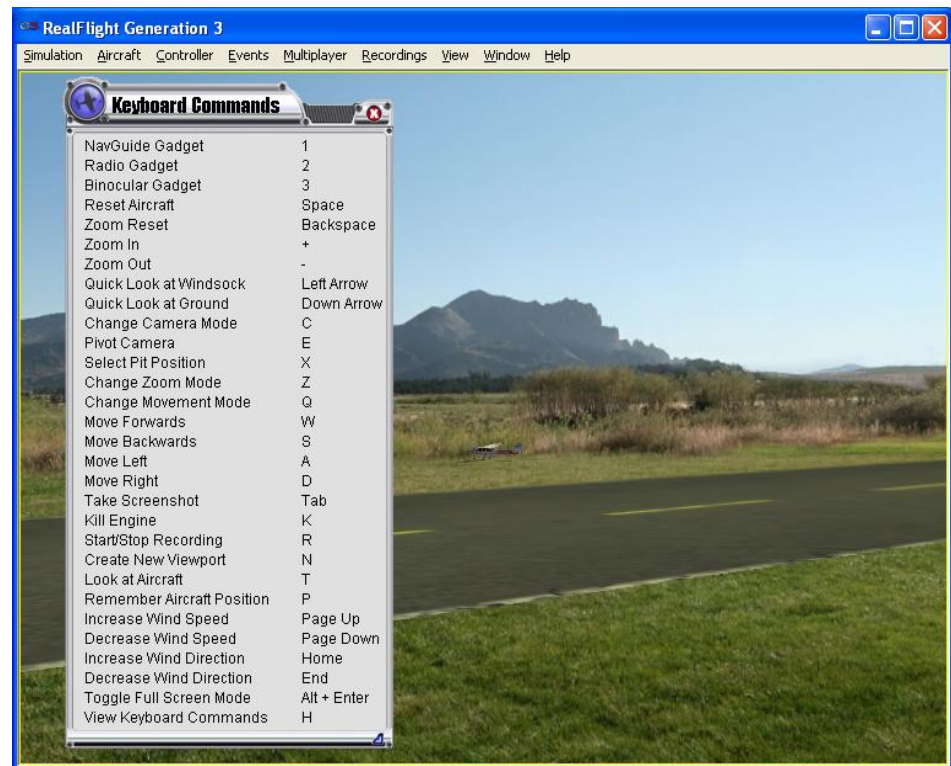 RealFlight Generation 3
Simulation Aircraft Controller Events Multiplayer Recordings View Window Help
Keyboard Commands
NavGuide Gadget 1
Radio Gadget 2
Binocular Gadget 3
Reset Aircraft Space
Zoom Reset Backspace
Zoom In +
Zoom Out -
Quick Look at Windsock Left Arrow
Quick Look at Ground Down Arrow
Change Camera Mode C
Pivot Camera E
Select Pit Position X
Change Zoom Mode Z
Change Movement Mode Q
Move Forwards W
Move Backwards S
Move Left A
Move Right D
Take Screenshot Tab
Kill Engine K
Start/Stop Recording R
Create New Viewport N
Look at Aircraft T
Remember Aircraft Position P
Increase Wind Speed Page Up
Decrease Wind Speed Page Down
Increase Wind Direction Home
Decrease Wind Direction End
Toggle Full Screen Mode Alt + Enter
View Keyboard Commands H